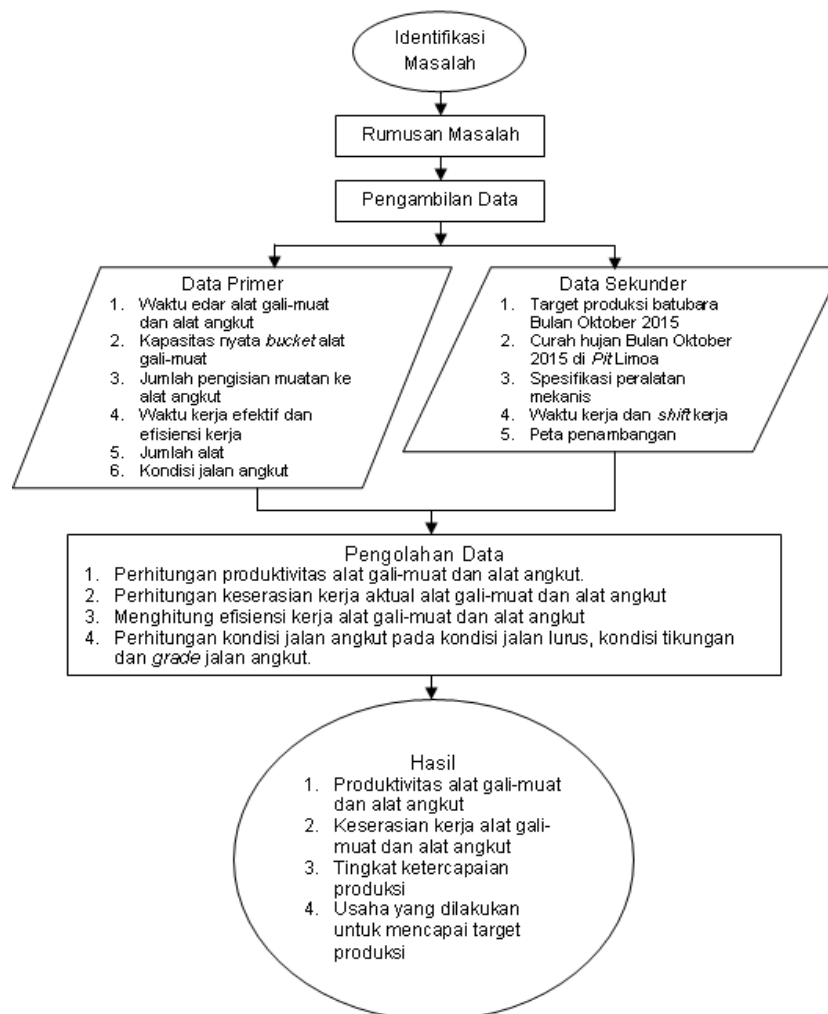 Identifikasi
Masalah
Rumusan Masalah
Pengambilan Data
Data Primer
1. Waktu edar alat gali-muat
dan alat angkut
2. Kapasitas nyata bucket alat
gali-muat
3. Jumlah pengisian muatan ke
alat angkut
4. Waktu kerja efektif dan
efisiensi kerja
5. Jumlah alat
6. Kondisi jalan angkut
Data Sekunder
1. Target produksi batubara
Bulan Oktober 2015
2. Curah hujan Bulan Oktober
2015 di Pit Limoa
3. Spesifikasi peralatan
mekanis
4. Waktu kerja dan shift kerja
5. Peta penambangan
Pengolahan Data
1. Perhitungan produktivitas alat gali-muat dan alat angkut.
2. Perhitungan keserasian kerja aktual alat gali-muat dan alat angkut
3. Menghitung efisiensi kerja alat gali-muat dan alat angkut
4. Perhitungan kondisi jalan angkut pada kondisi jalan lurus, kondisi tikungan
dan grade jalan angkut.
Hasil
1. Produktivitas alat gali-muat
dan alat angkut
2. Keserasian kerja alat gali-
muat dan alat angkut
3. Tingkat ketercapaian
produksi
4. Usaha yang dilakukan
untuk mencapai target
produksi